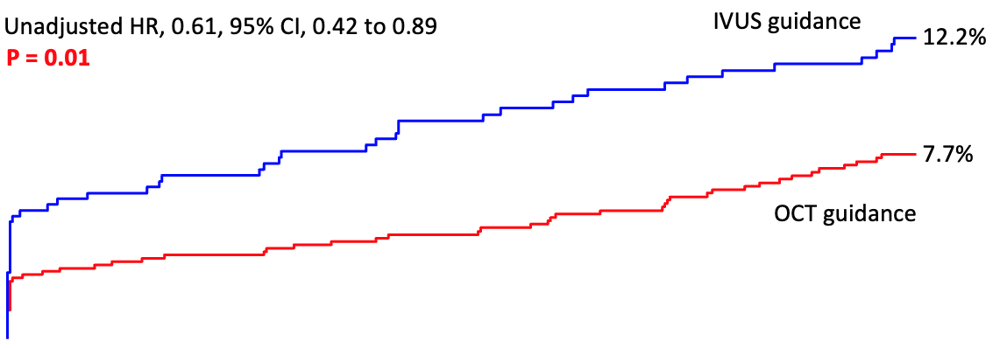 Unadjusted HR, 0.61, 95% CI, 0.42 to 0.89
P = 0.01
IVUS guidance
12.2%
7.7%
OCT guidance